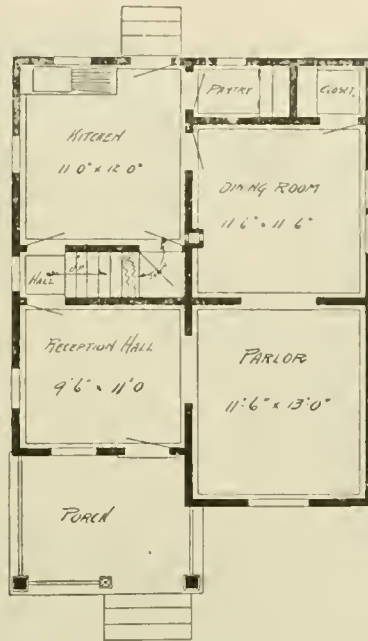 PANTRY
CLOSET
KITCHEN
11'0" x 12'0"
DINING ROOM
11'6" x 11'6"
HALL
UP
RECEPTION HALL
9'6" x 11'0
PARLOR
11'6" x 13'0"
PORCH